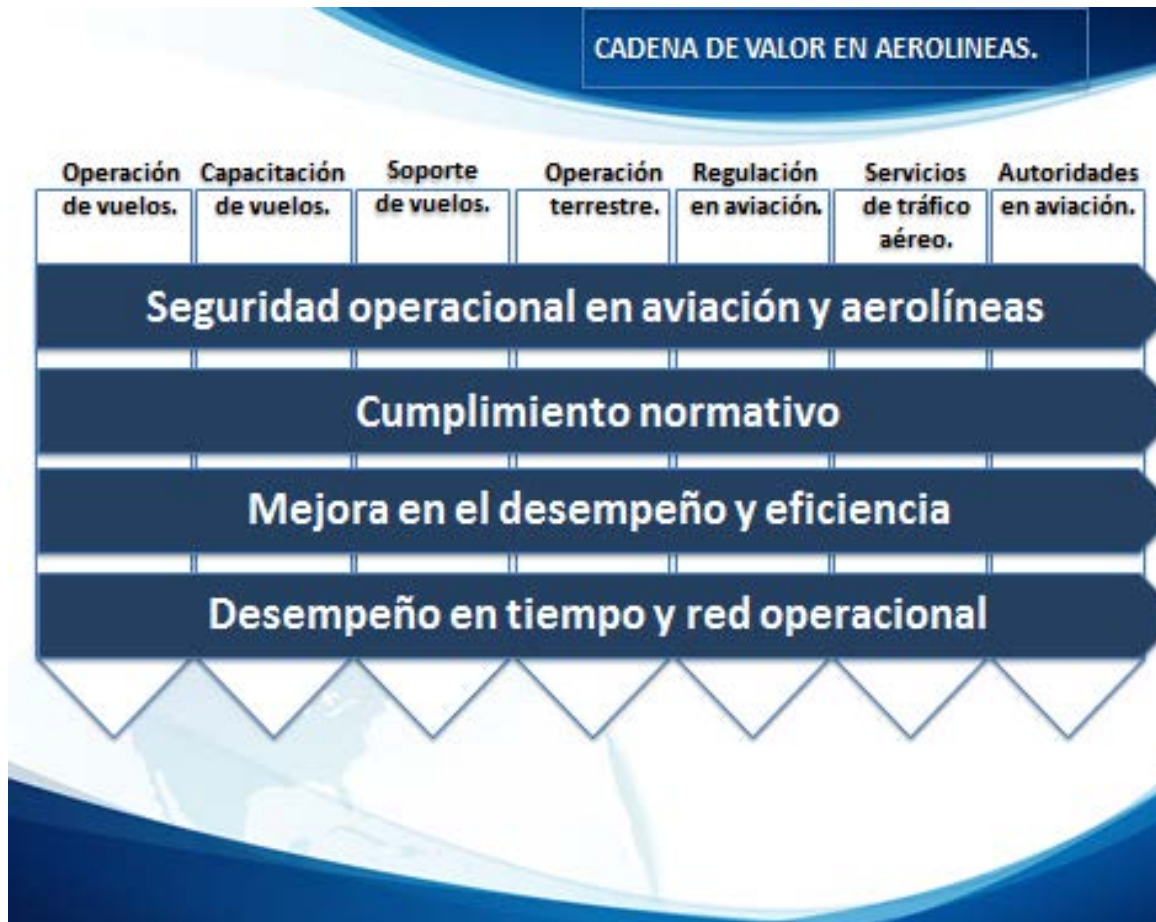 CADENA DE VALOR EN AEROLINEAS.
Operación
de vuelos.
Capacitación
de vuelos.
Soporte
de vuelos.
Operación
terrestre.
Regulación
en aviación.
Servicios
de tráfico
aéreo.
Autoridades
en aviación.
Seguridad operacional en aviación y aerolíneas
Cumplimiento normativo
Mejora en el desempeño y eficiencia
Desempeño en tiempo y red operacional